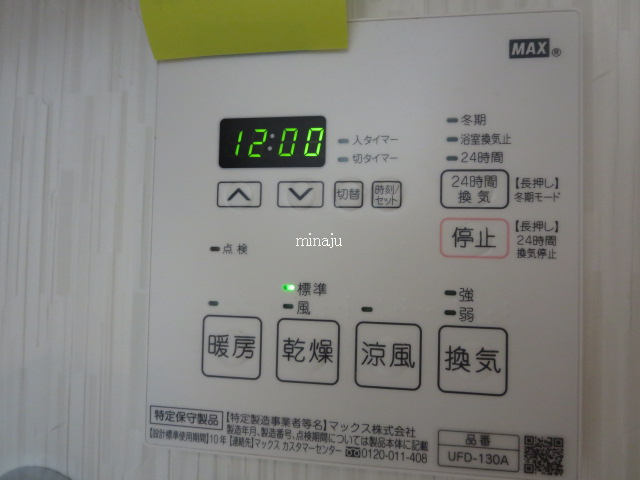 MAX®
12:00
入タイマー
切タイマー
冬期
浴室換気止
24時間
切替
時刻/
セット
24時間
換気
【長押し】
冬期モード
停止
【長押し】
24時間
換気停止
minaju
点検
標準
風
強
弱
暖房
乾燥
涼風
換気
特定保守製品
【特定製造事業者等名】マックス株式会社
製造年月、製造番号、点検期間については製品本体に記載
【設計標準使用期間】10年【連絡先】マックス カスタマーセンター 0120-011-408
品番
UFD-130A